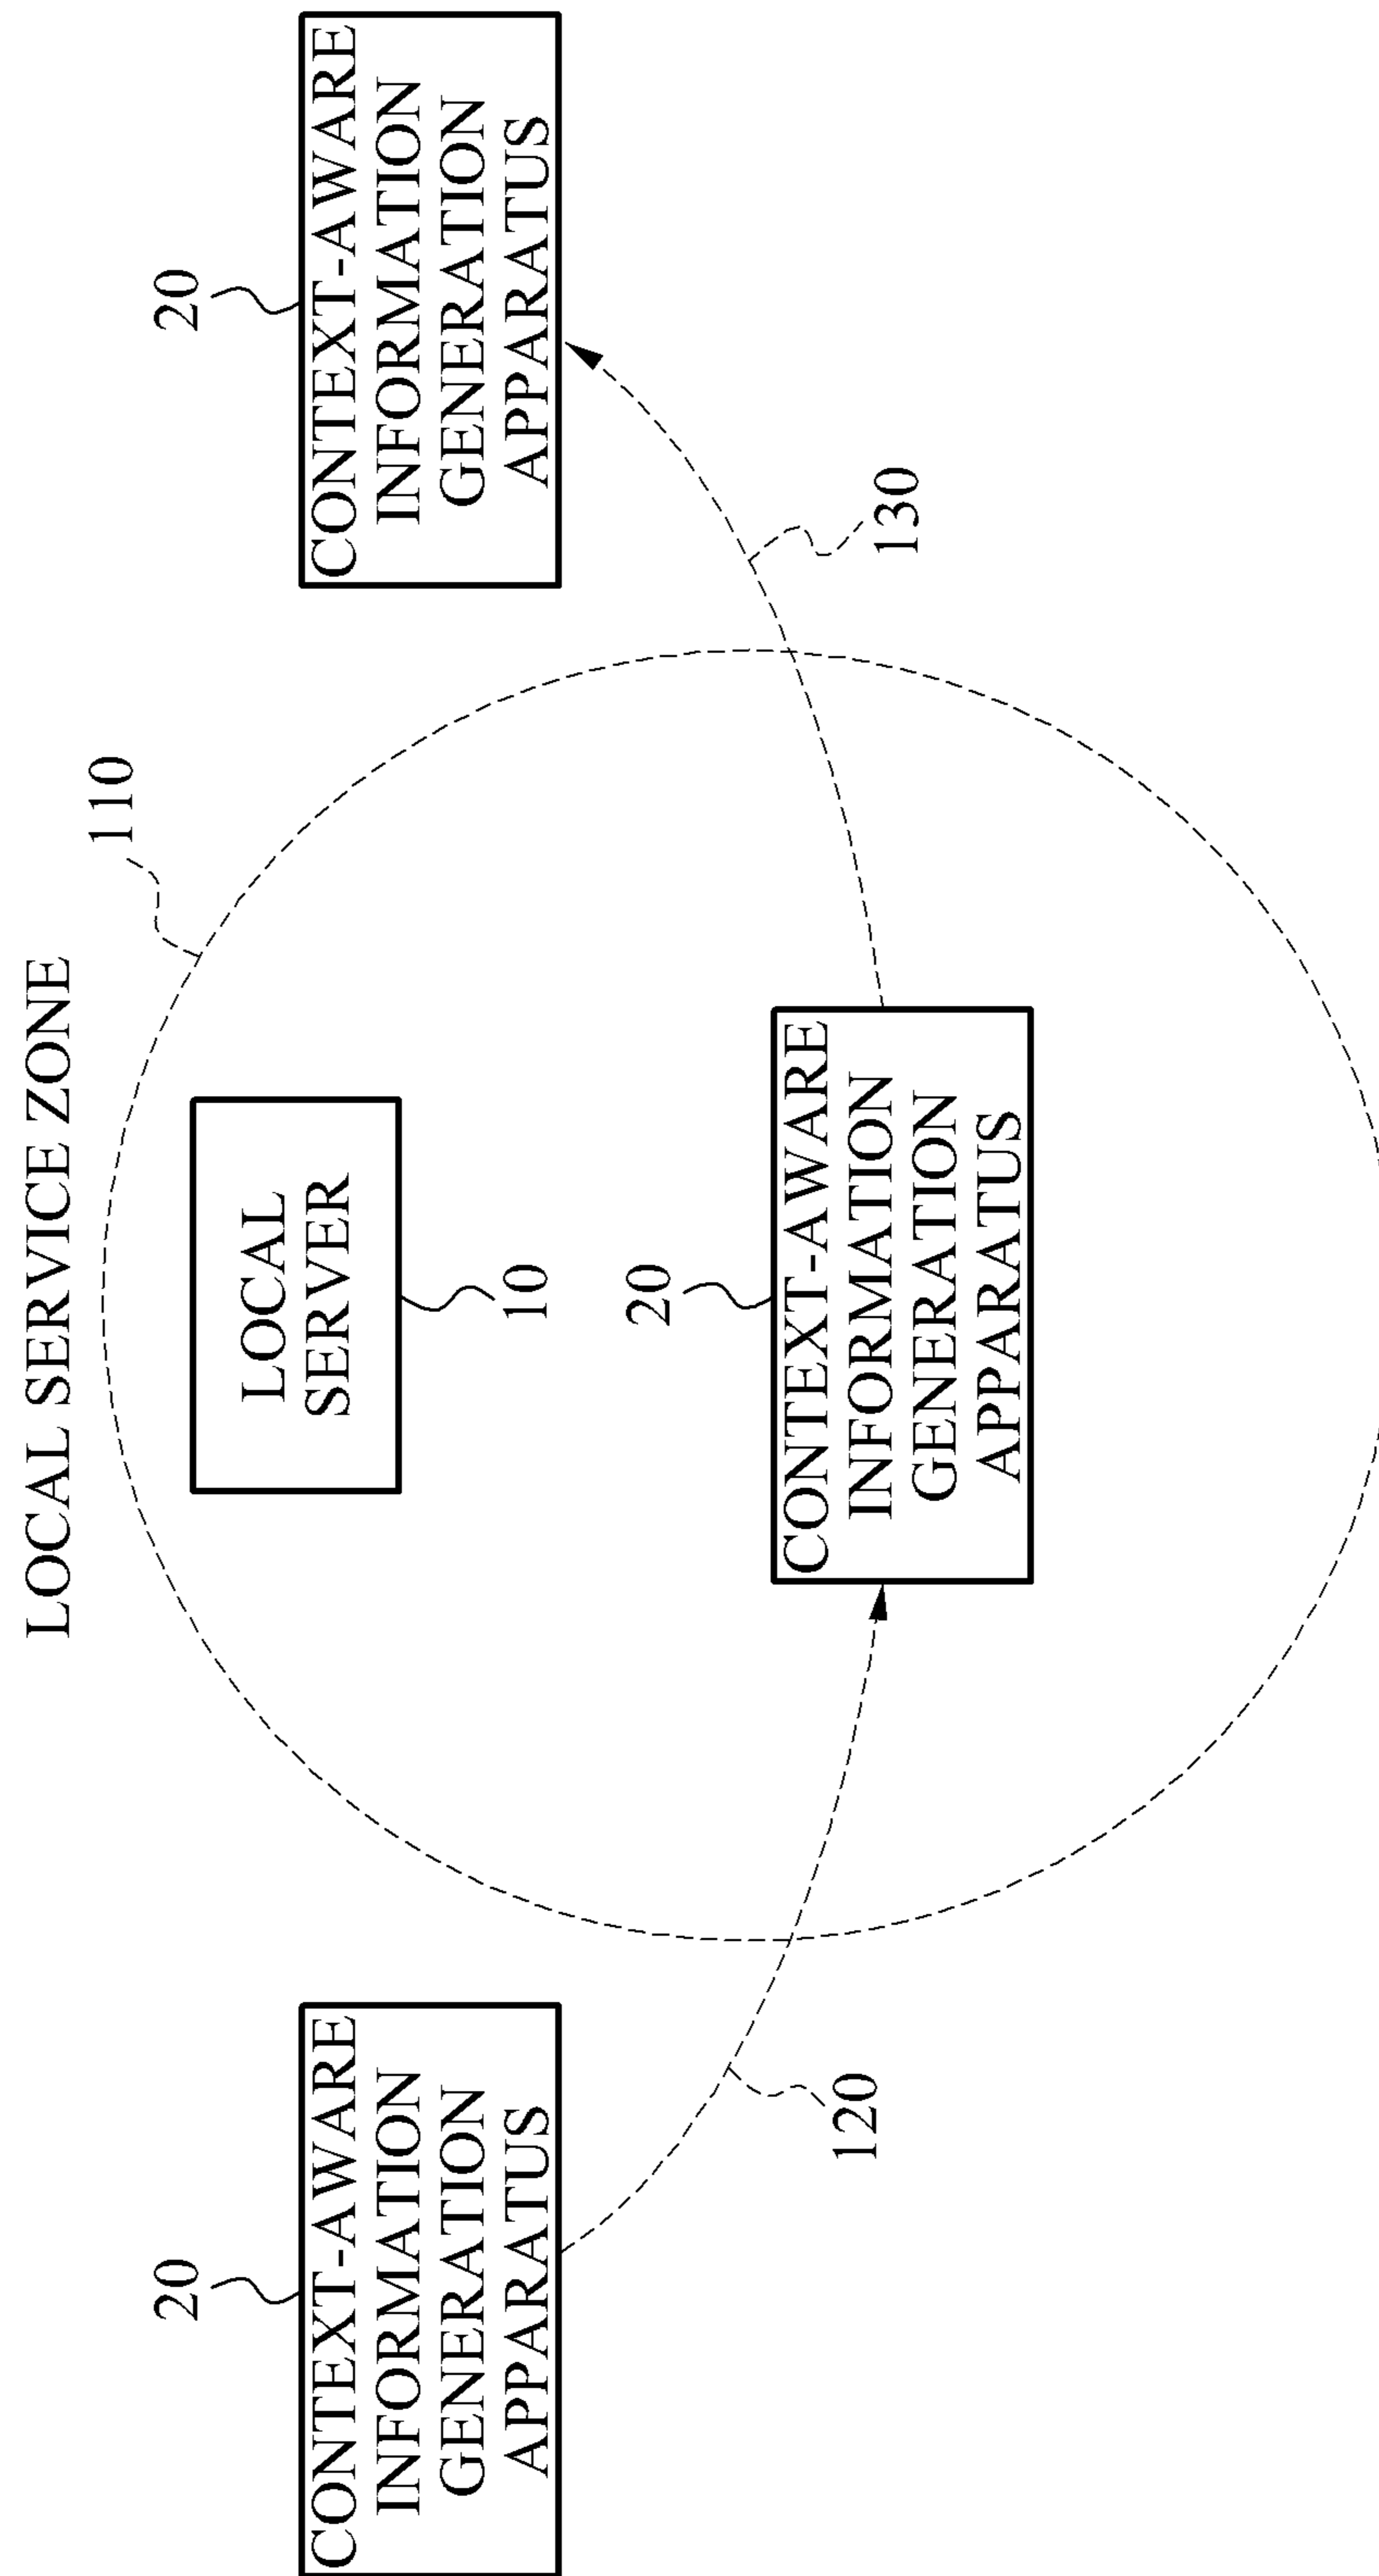 LOCAL SERVICE ZONE
110
LOCAL
SERVER
10
20
CONTEXT-AWARE
INFORMATION
GENERATION
APPARATUS
120
20
CONTEXT-AWARE
INFORMATION
GENERATION
APPARATUS
130
20
CONTEXT-AWARE
INFORMATION
GENERATION
APPARATUS